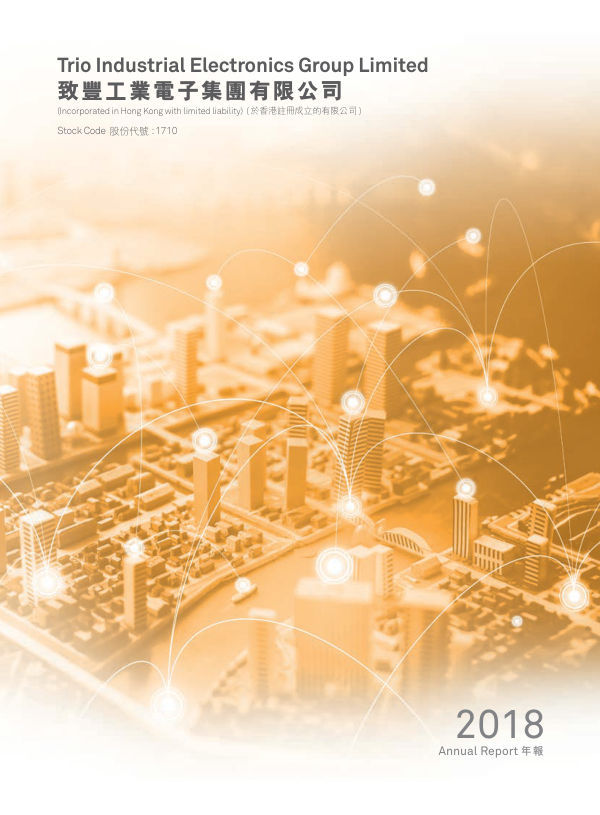 Trio Industrial Electronics Group Limited
致豐工業電子集團有限公司
(Incorporated in Hong Kong with limited liability) (於香港註冊成立的有限公司)
Stock Code 股份代號 : 1710
2018
Annual Report 年報